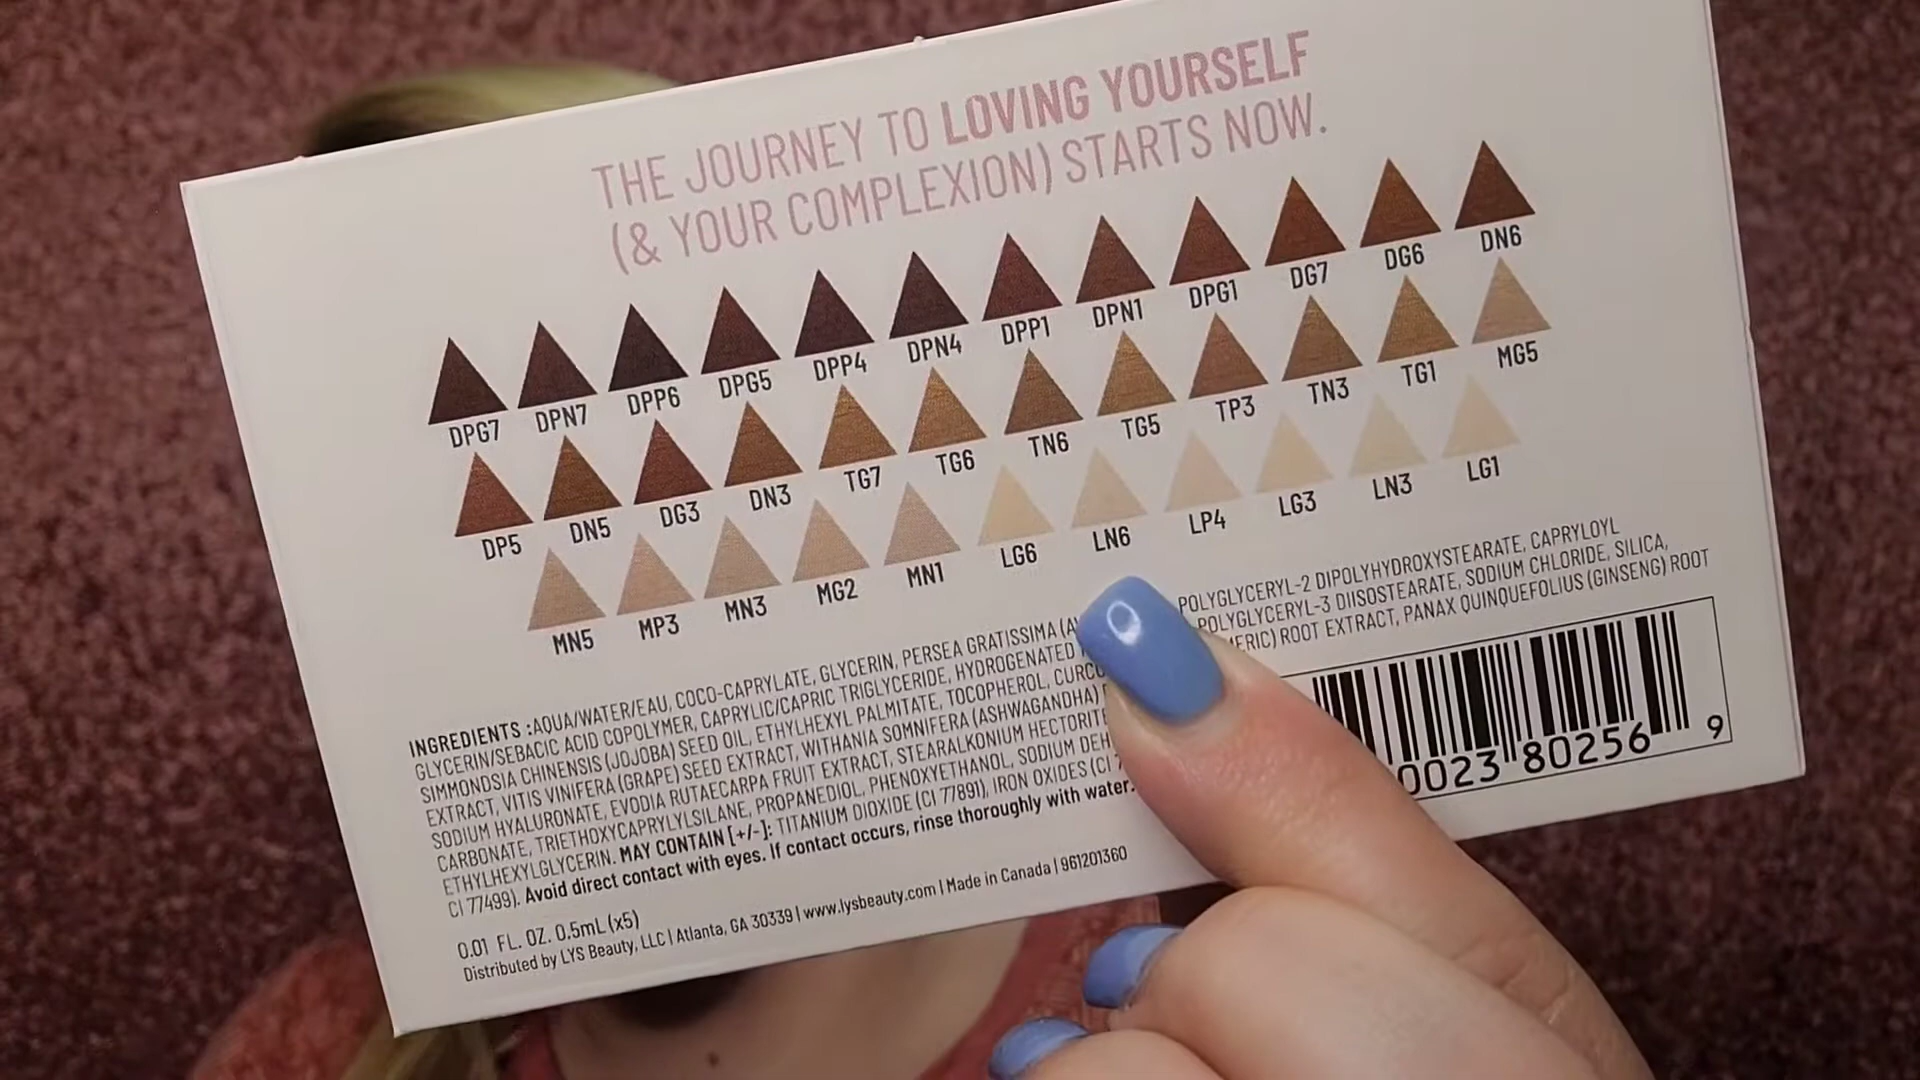 THE JOURNEY TO LOVING YOURSELF
(& YOUR COMPLEXION) STARTS NOW.
DPG7 DPN7 DPP6 DPG5 DPP4 DPN4 DPP1 DPN1 DPG1 DG7 DG6 DN6
DP5 DN5 DG3 DN3 TG7 TG6 TN6 TG5 TP3 TN3 TG1 MG5
MN5 MP3 MN3 MG2 MN1 LG6 LN6 LP4 LG3 LN3 LG1
INGREDIENTS :AQUA/WATER/EAU, COCO-CAPRYLATE, GLYCERIN, PERSEA GRATISSIMA POLYGLYCERYL-2 DIPOLYHYDROXYSTEARATE, CAPRYLOYL
GLYCERIN/SEBACIC ACID COPOLYMER, CAPRYLIC/CAPRIC TRIGLYCERIDE, HYDROGENATED POLYGLYCERYL-3 DIISOSTEARATE, SODIUM CHLORIDE, SILICA,
SIMMONDSIA CHINENSIS (JOJOBA) SEED OIL, ETHYLHEXYL PALMITATE, TOCOPHEROL, ROOT EXTRACT, PANAX QUINQUEFOLIUS (GINSENG) ROOT
EXTRACT, VITIS VINIFERA (GRAPE) SEED EXTRACT, WITHANIA SOMNIFERA (ASHWAGANDHA)
SODIUM HYALURONATE, EVODIA RUTAECARPA FRUIT EXTRACT, STEARALKONIUM HECTORITE
CARBONATE, TRIETHOXYCAPRYLYLSILANE, PROPANEDIOL, PHENOXYETHANOL, SODIUM
ETHYLHEXYLGLYCERIN. MAY CONTAIN [+/-]: TITANIUM DIOXIDE (CI 77891), IRON OXIDES (CI
CI 77499). Avoid direct contact with eyes. If contact occurs, rinse thoroughly with water.
0.01 FL. OZ. 0.5mL (x5)
Distributed by LYS Beauty, LLC | Atlanta, GA 30339 | www.lysbeauty.com | Made in Canada | 961201360
0023 80256 9